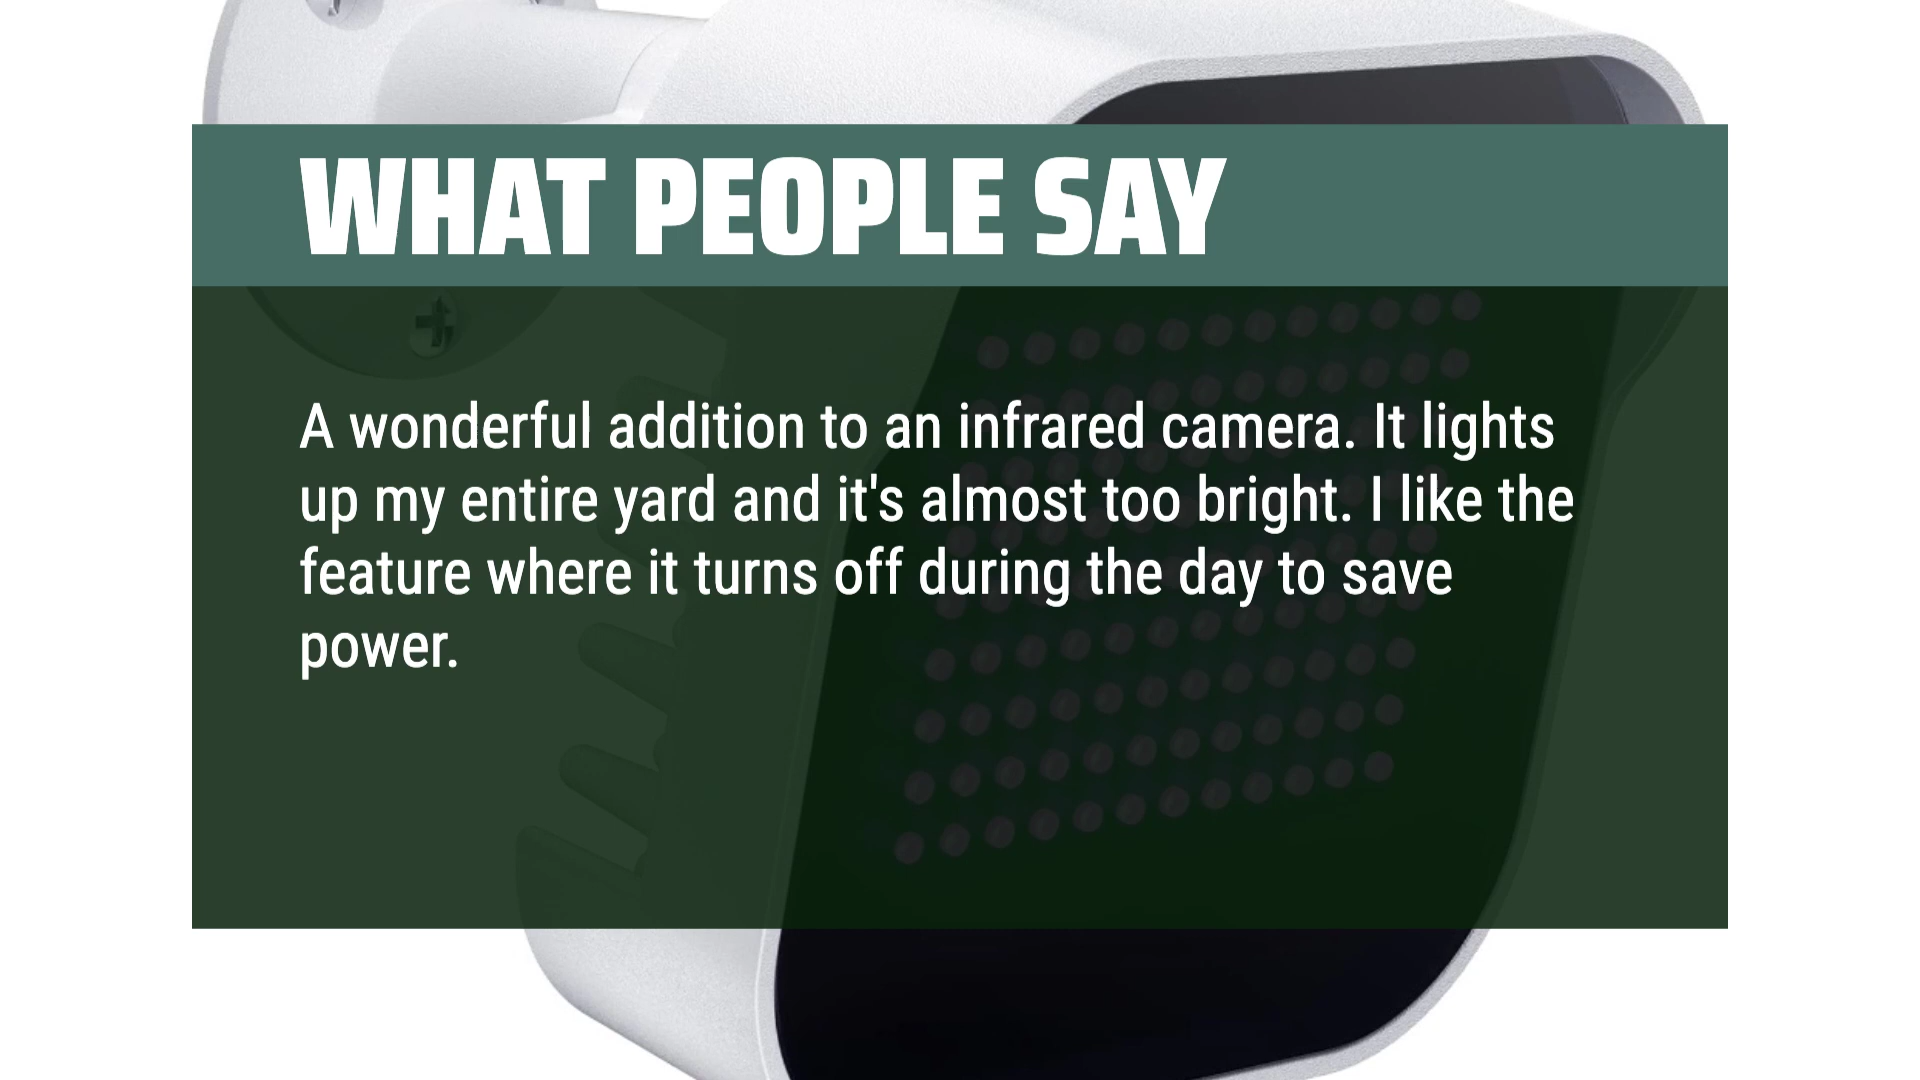 WHAT PEOPLE SAY
A wonderful addition to an infrared camera. It lights
up my entire yard and it's almost too bright. I like the
feature where it turns off during the day to save
power.